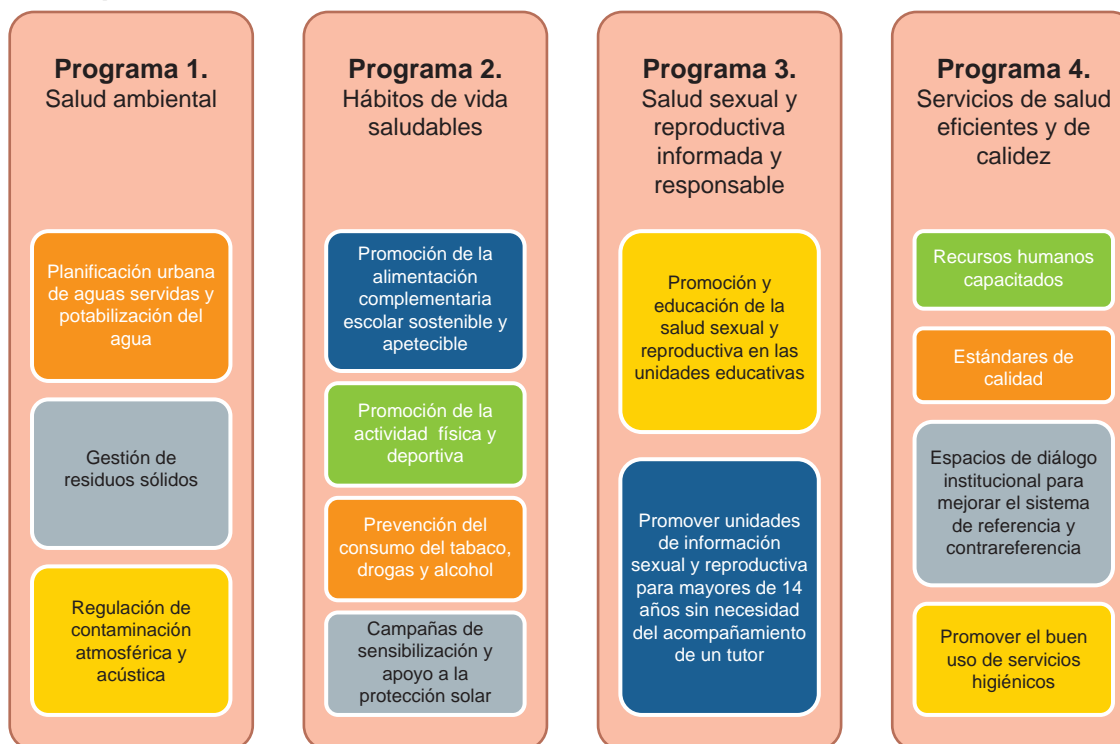 Programa 1.
Salud ambiental
Planificación urbana
de aguas servidas y
potabilización del
agua
Gestión de
residuos sólidos
Regulación de
contaminación
atmosférica y
acústica
Programa 2.
Hábitos de vida
saludables
Promoción de la
alimentación
complementaria
escolar sostenible y
apetecible
Promoción de la
actividad física y
deportiva
Prevención del
consumo del tabaco,
drogas y alcohol
Campañas de
sensibilización y
apoyo a la
protección solar
Programa 3.
Salud sexual y
reproductiva
informada y
responsable
Promoción y
educación de la
salud sexual y
reproductiva en las
unidades educativas
Promover unidades
de información
sexual y reproductiva
para mayores de 14
años sin necesidad
del acompañamiento
de un tutor
Programa 4.
Servicios de salud
eficientes y de
calidez
Recursos humanos
capacitados
Estándares de
calidad
Espacios de diálogo
institucional para
mejorar el sistema
de referencia y
contrareferencia
Promover el buen
uso de servicios
higiénicos